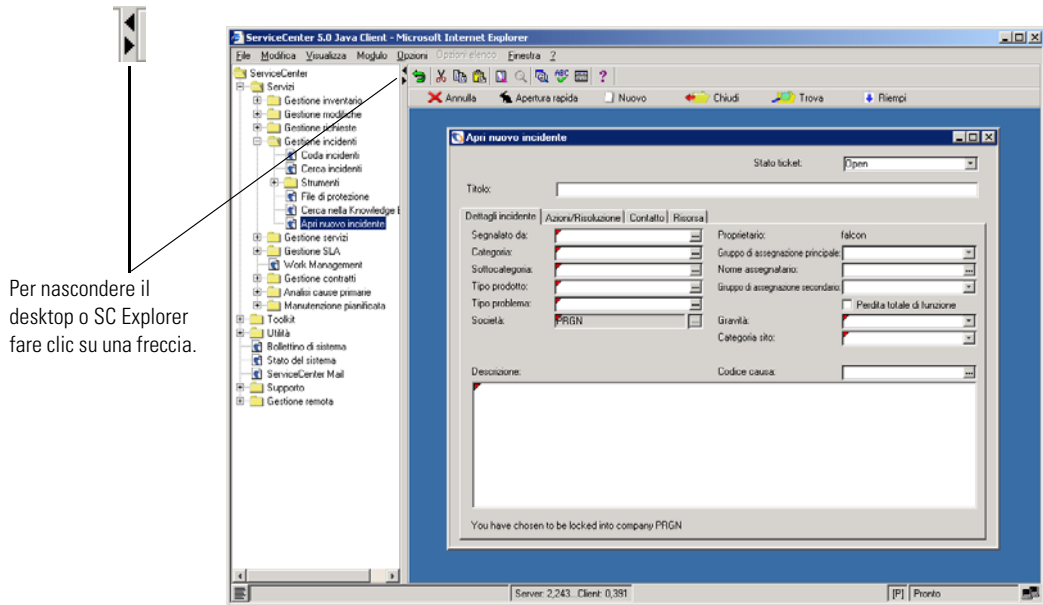 ServiceCenter 5.0 Java Client - Microsoft Internet Explorer
File Modifica Visualizza Modulo Opzioni Opzioni elenco Finestra ?
Annulla Apertura rapida Nuovo Chiudi Trova Riempi
ServiceCenter
Servizi
Gestione inventario
Gestione modifiche
Gestione richieste
Gestione incidenti
Coda incidenti
Cerca incidenti
Strumenti
File di protezione
Cerca nella Knowledge
Apri nuovo incidente
Gestione servizi
Gestione SLA
Work Management
Gestione contratti
Analisi cause primarie
Manutenzione pianificata
Toolkit
Utilità
Bollettino di sistema
Stato del sistema
ServiceCenter Mail
Supporto
Gestione remota
Per nascondere il
desktop o SC Explorer
fare clic su una freccia.
Apri nuovo incidente
Stato ticket: Open
Titolo:
Dettagli incidente Azioni/Risoluzione Contatto Risorsa
Segnalato da: Proprietario: falcon
Categoria: Gruppo di assegnazione principale:
Sottocategoria: Nome assegnatario:
Tipo prodotto: Gruppo di assegnazione secondario:
Tipo problema: Perdita totale di funzione
Società: PRGN Gravità:
Categoria sito:
Descrizione: Codice causa:
You have chosen to be locked into company PRGN
Server: 2,243...Client: 0,391 [P] Pronto